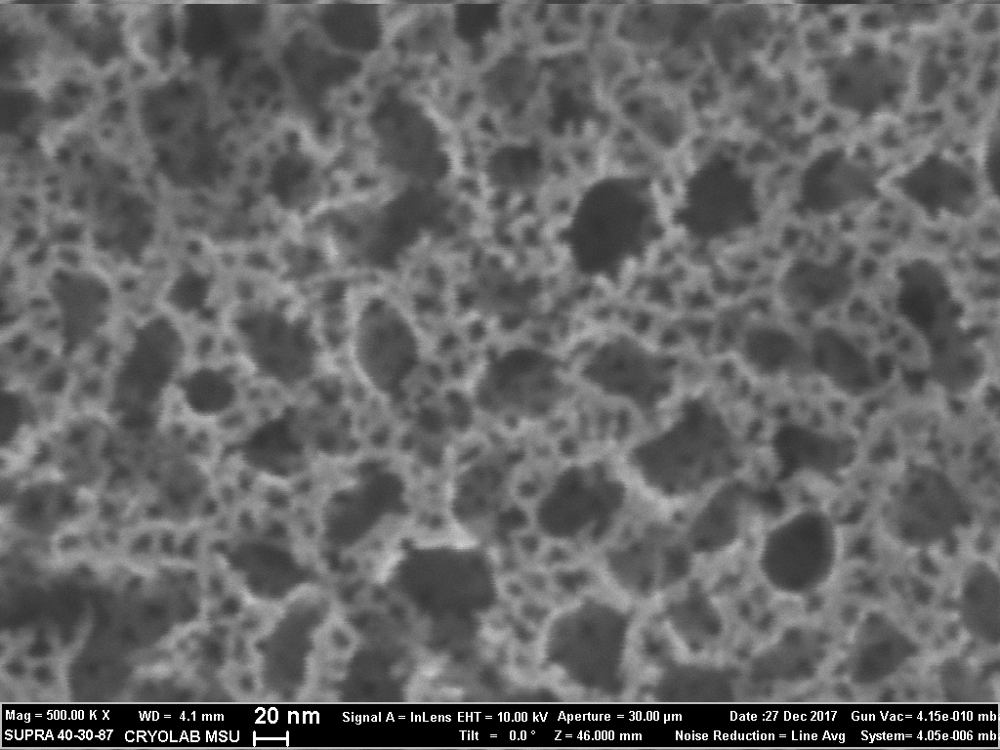 Mag = 500.00 K X WD = 4.1 mm 20 nm Signal A = InLens EHT = 10.00 kV Aperture = 30.00 µm Date :27 Dec 2017 Gun Vac= 4.15e-010 mb
SUPRA 40-30-87 CRYOLAB MSU Tilt = 0.0 ° Z = 46.000 mm Noise Reduction = Line Avg System= 4.05e-006 mb